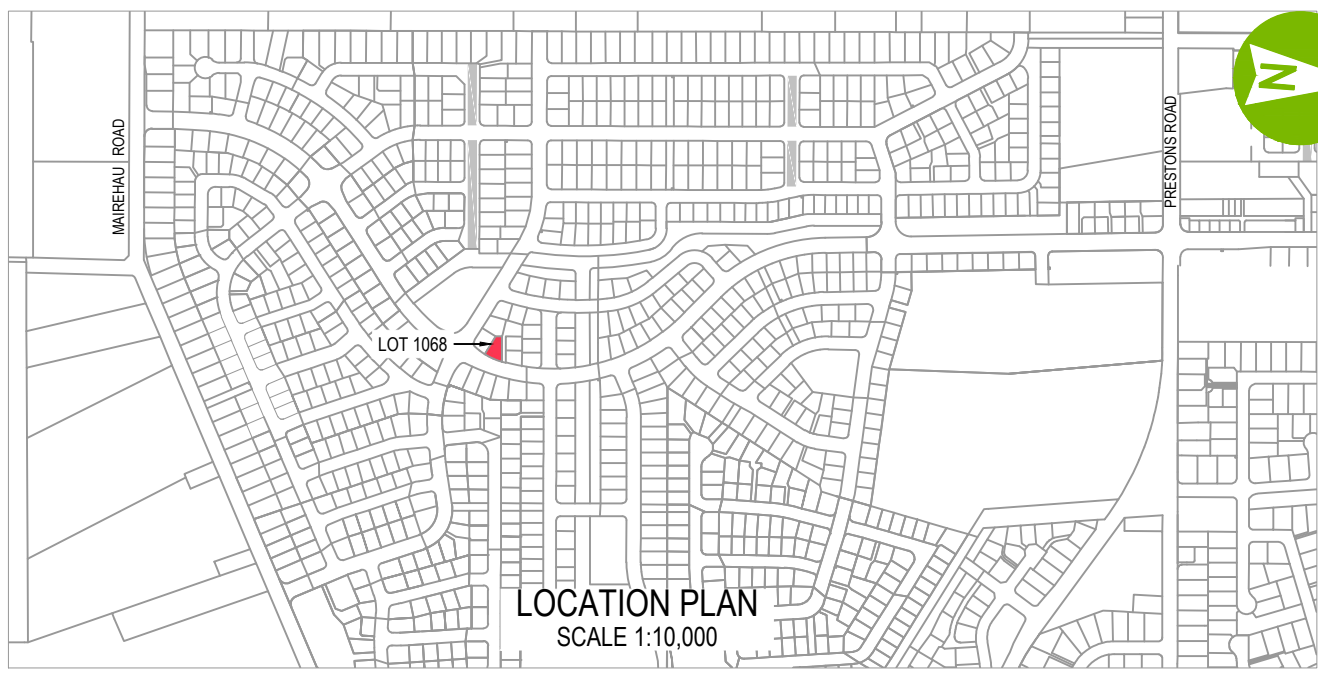 MAIREHAU ROAD
PRESTONS ROAD
N
LOT 1068
LOCATION PLAN
SCALE 1:10,000